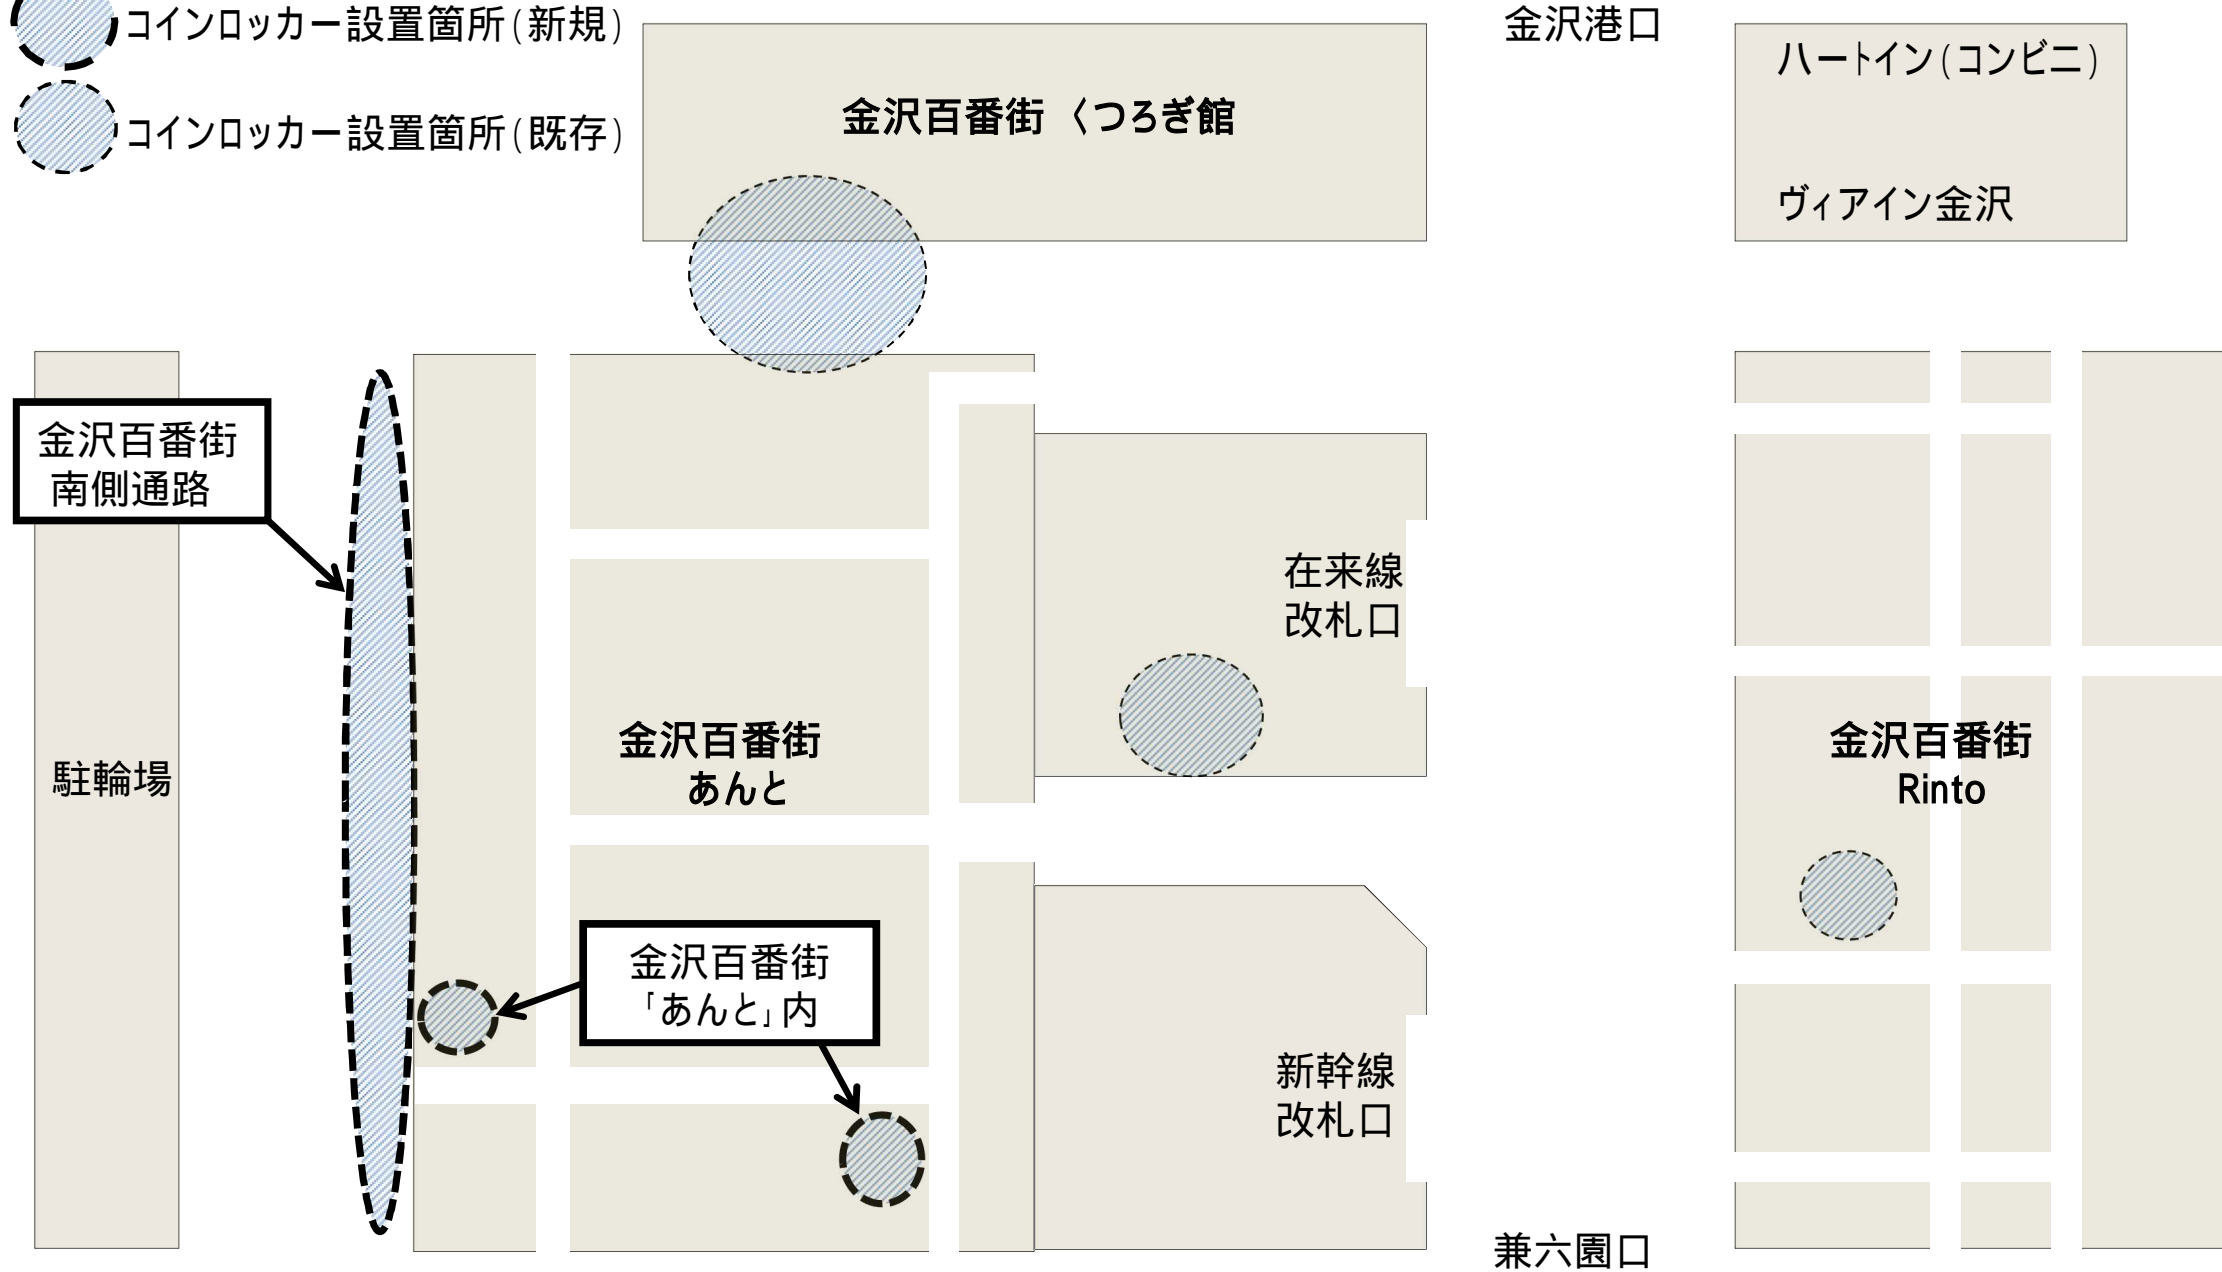 コインロッカー設置箇所(新規)
コインロッカー設置箇所(既存)
金沢港口
ハートイン(コンビニ)
ヴィアイン金沢
金沢百番街 くつろぎ館
金沢百番街
南側通路
在来線
改札口
駐輪場
金沢百番街
あんと
金沢百番街
Rinto
金沢百番街
「あんと」内
新幹線
改札口
兼六園口